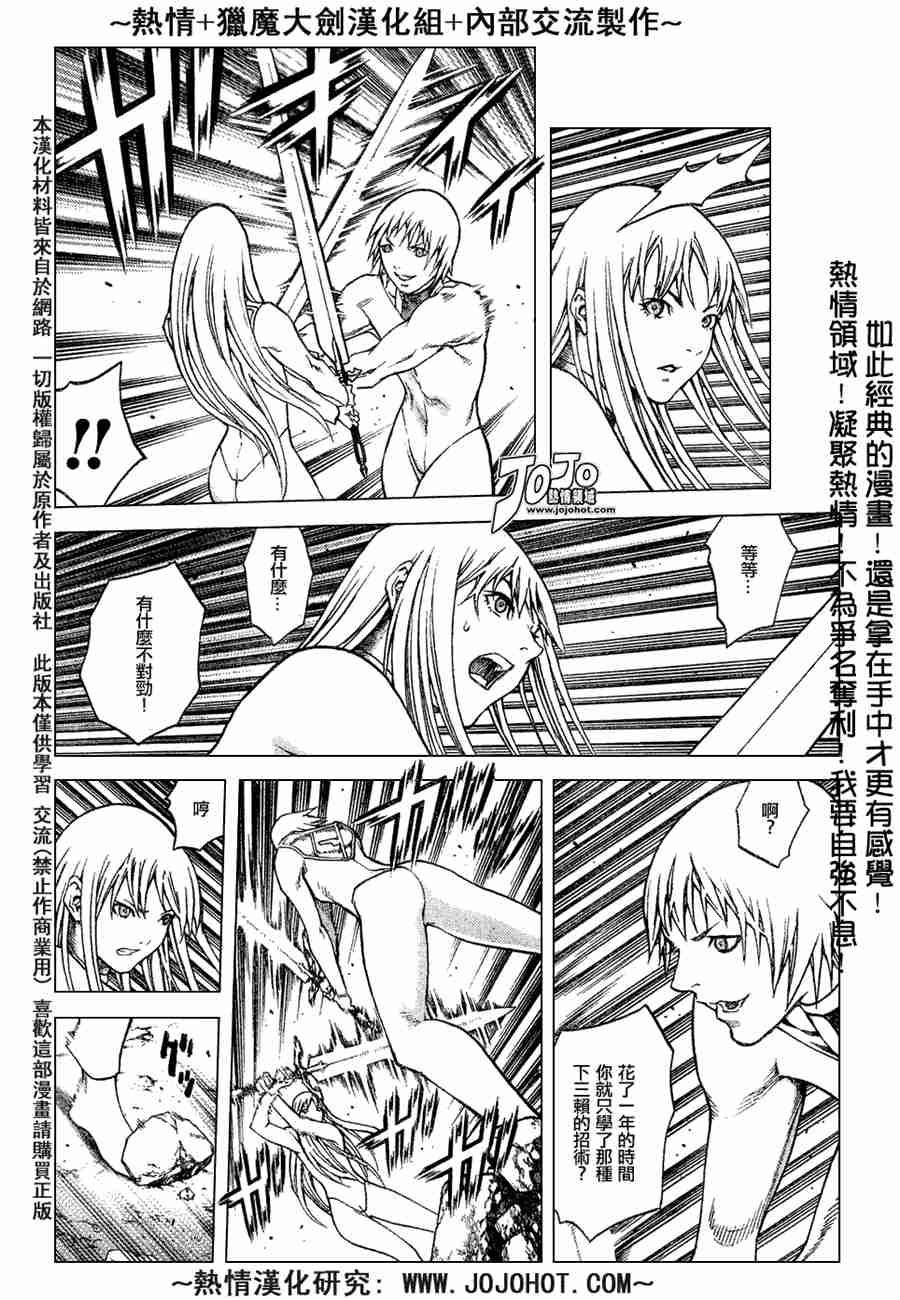 ~熱情+獵魔大劍漢化組+內部交流製作~
!!
JOJO
熱情領域
www.jojohot.com
等等…
有什麼…
有什麼不對勁！
啊？
花了一年的時間
你就只學了那種
下三賴的招術？
哼
如此經典的漫畫！還是拿在手中才更有感覺！
熱情領域！凝聚熱情！不為爭名奪利！我要自強不息！
本漢化材料皆來自於網路 一切版權歸屬於原作者及出版社 此版本僅供學習 交流(禁止作商業用) 喜歡這部漫畫請購買正版
~熱情漢化研究: WWW.JOJOHOT.COM~